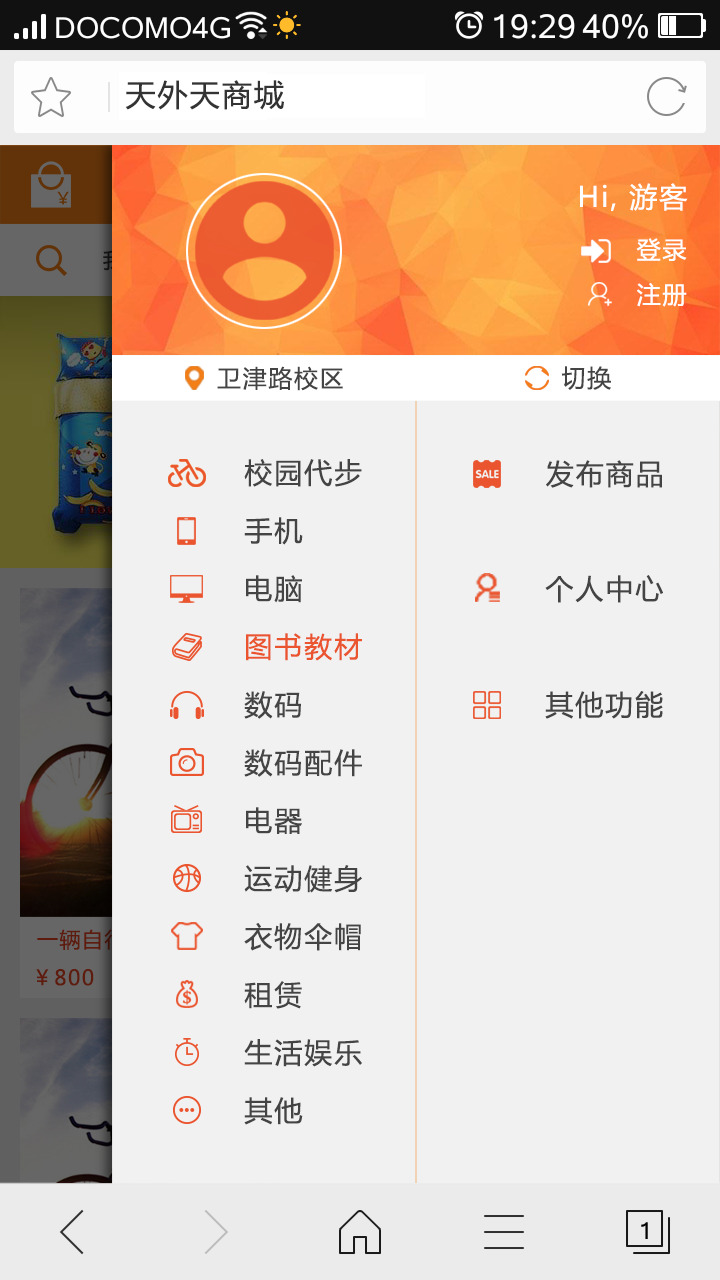 DOCOMO4G 19:29 40%
天外天商城
¥
Hi, 游客
登录
注册
卫津路校区 切换
校园代步
手机
电脑
图书教材
数码
数码配件
电器
运动健身
衣物伞帽
租赁
生活娱乐
其他
SALE 发布商品
个人中心
其他功能
一辆自
¥ 800
1